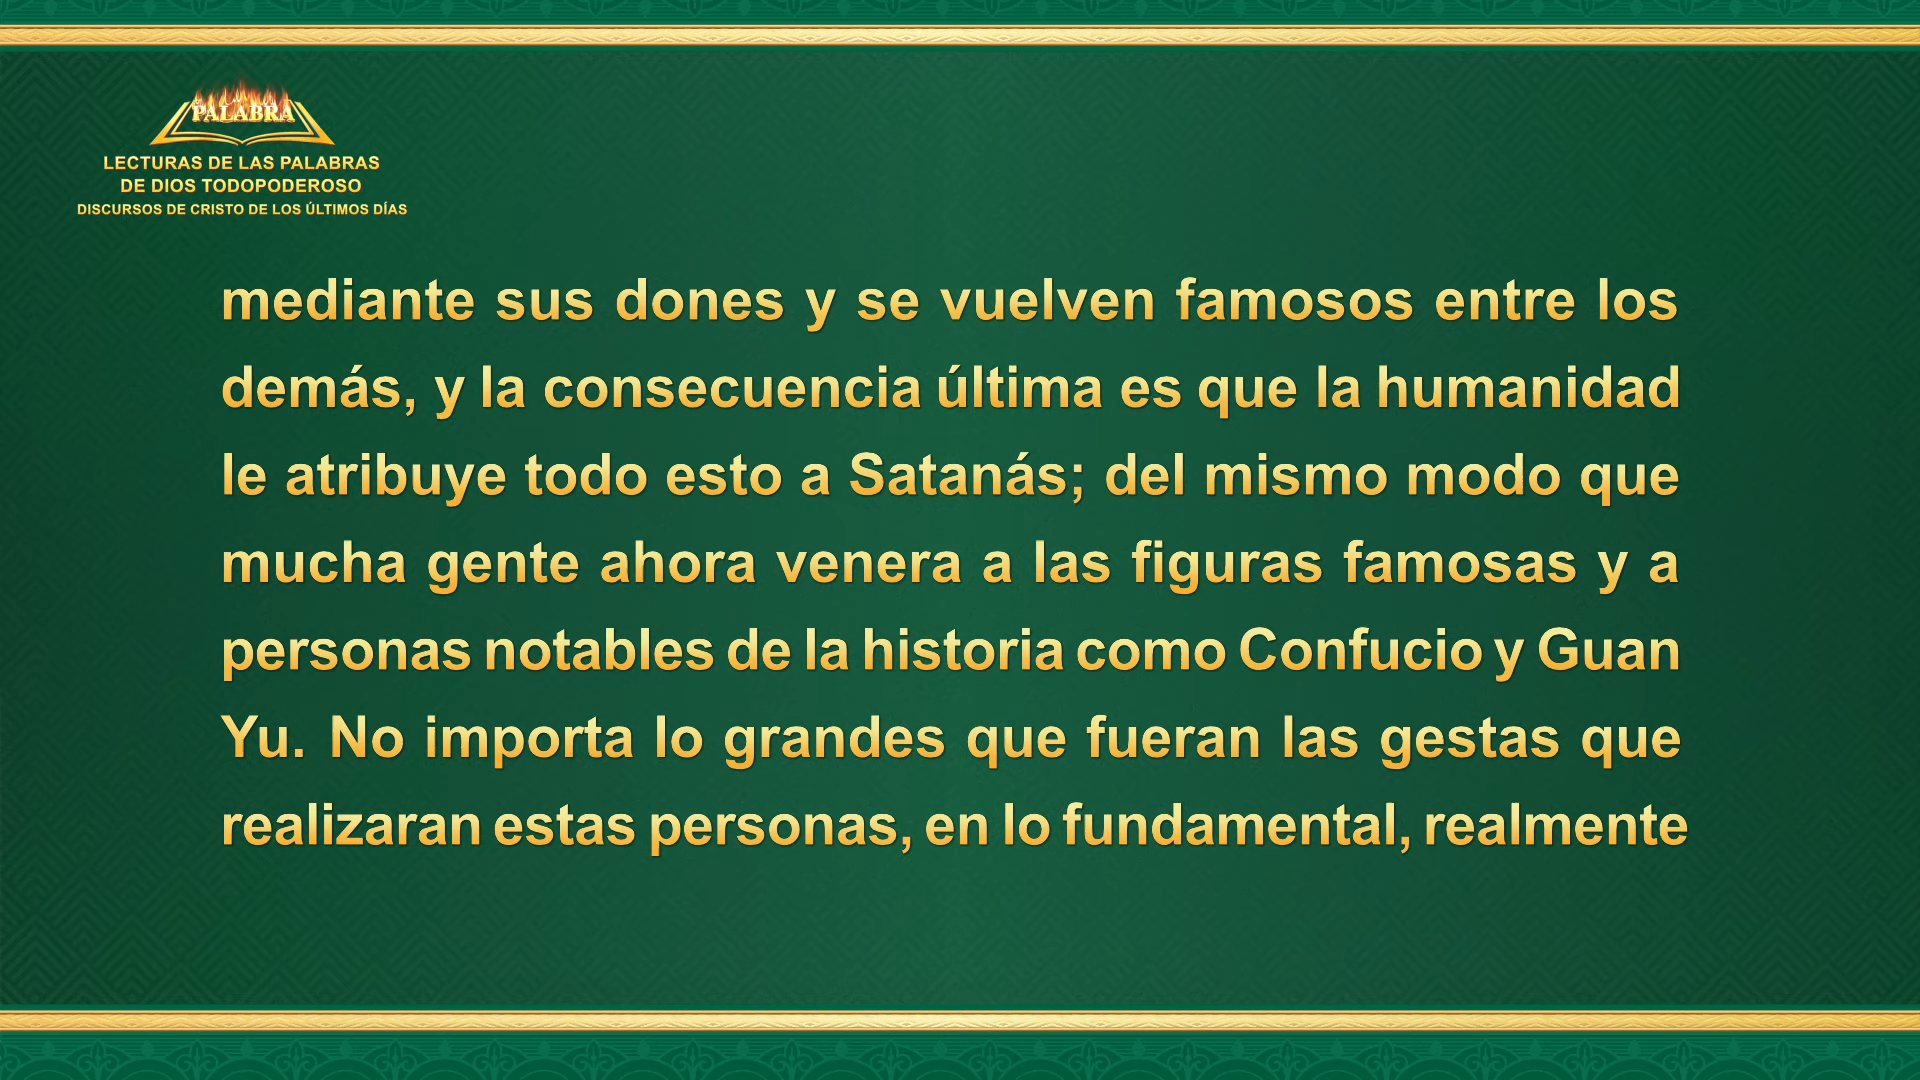 PALABRA
LECTURAS DE LAS PALABRAS
DE DIOS TODOPODEROSO
DISCURSOS DE CRISTO DE LOS ÚLTIMOS DÍAS
mediante sus dones y se vuelven famosos entre los
demás, y la consecuencia última es que la humanidad
le atribuye todo esto a Satanás; del mismo modo que
mucha gente ahora venera a las figuras famosas y a
personas notables de la historia como Confucio y Guan
Yu. No importa lo grandes que fueran las gestas que
realizaran estas personas, en lo fundamental, realmente